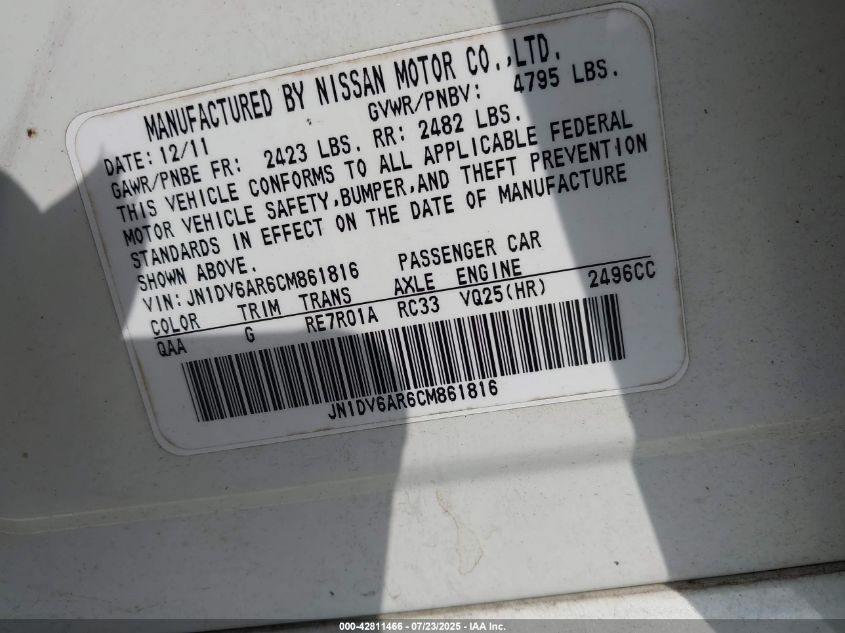 MANUFACTURED BY NISSAN MOTOR CO.,LTD.
DATE: 12/11 GVWR/PNBV: 4795 LBS.
GAWR/PNBE FR: 2423 LBS. RR: 2482 LBS.
THIS VEHICLE CONFORMS TO ALL APPLICABLE FEDERAL
MOTOR VEHICLE SAFETY,BUMPER,AND THEFT PREVENTION
STANDARDS IN EFFECT ON THE DATE OF MANUFACTURE
SHOWN ABOVE.
VIN: JN1DV6AR6CM861816 PASSENGER CAR
COLOR TRIM TRANS AXLE ENGINE
QAA G RE7R01A RC33 VQ25(HR) 2496CC
JN1DV6AR6CM861816
000-42811466 - 07/23/2025 - IAA Inc.